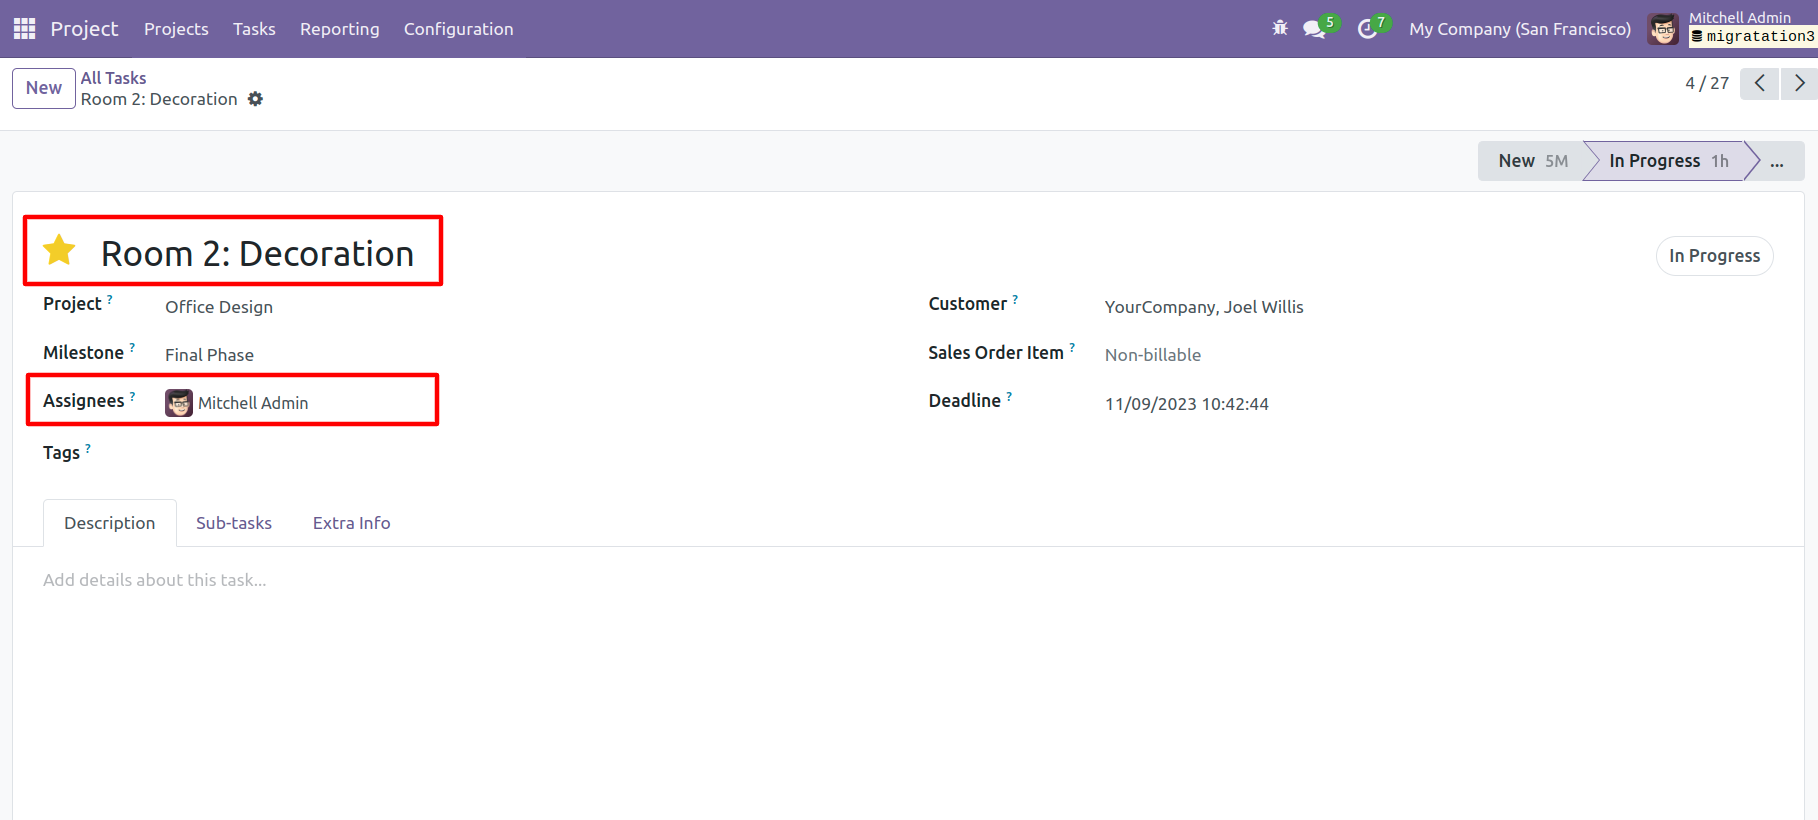 Project Projects Tasks Reporting Configuration 5 7 My Company (San Francisco) Mitchell Admin
migratation3
New All Tasks
Room 2: Decoration
4 / 27
New 5M In Progress 1h ...
Room 2: Decoration
In Progress
Project ? Office Design
Customer ? YourCompany, Joel Willis
Milestone ? Final Phase
Sales Order Item ? Non-billable
Assignees ? Mitchell Admin
Deadline ? 11/09/2023 10:42:44
Tags ?
Description Sub-tasks Extra Info
Add details about this task...